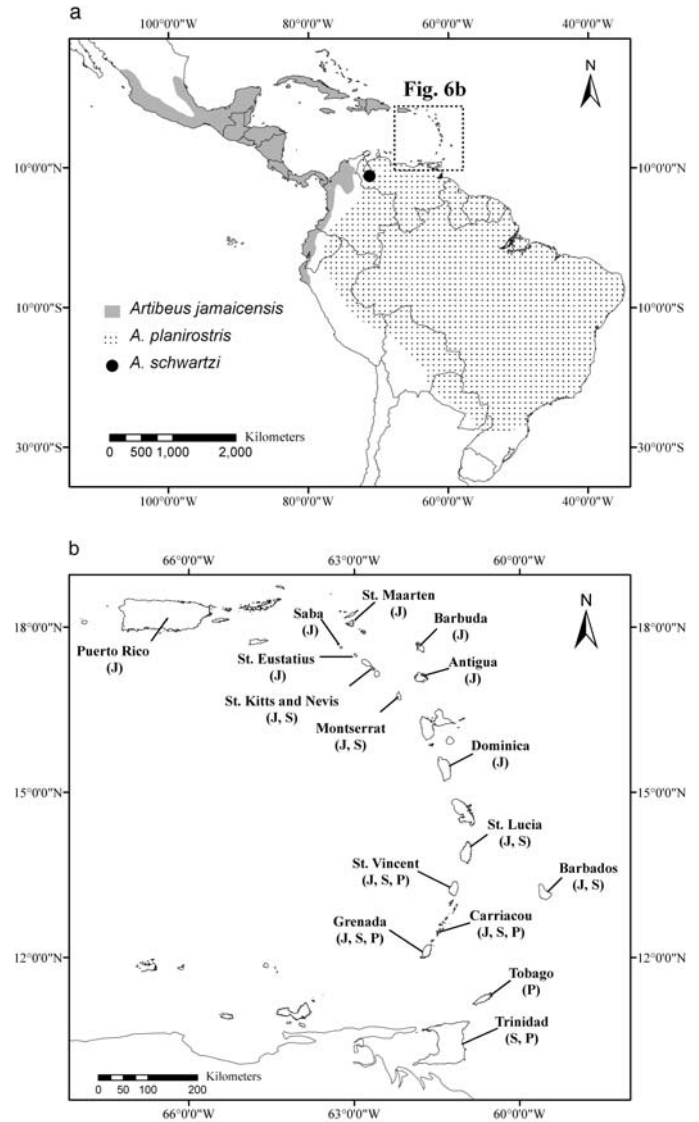 a
100°0'0"W 80°0'0"W 60°0'0"W 40°0'0"W
N
Fig. 6b
10°0'0"N 10°0'0"N
10°0'0"S 10°0'0"S
Artibeus jamaicensis
A. planirostris
A. schwartzi
Kilometers
0 500 1,000 2,000
30°0'0"S 30°0'0"S
100°0'0"W 80°0'0"W 60°0'0"W 40°0'0"W
b
66°0'0"W 63°0'0"W 60°0'0"W
N
18°0'0"N 18°0'0"N
St. Maarten
(J)
Saba
(J)
Barbuda
(J)
Puerto Rico
(J)
St. Eustatius
(J)
Antigua
(J)
St. Kitts and Nevis
(J, S)
Montserrat
(J, S)
Dominica
(J)
15°0'0"N 15°0'0"N
St. Lucia
(J, S)
St. Vincent
(J, S, P)
Barbados
(J, S)
Grenada
(J, S, P)
Carriacou
(J, S, P)
12°0'0"N 12°0'0"N
Tobago
(P)
Trinidad
(S, P)
Kilometers
0 50 100 200
66°0'0"W 63°0'0"W 60°0'0"W